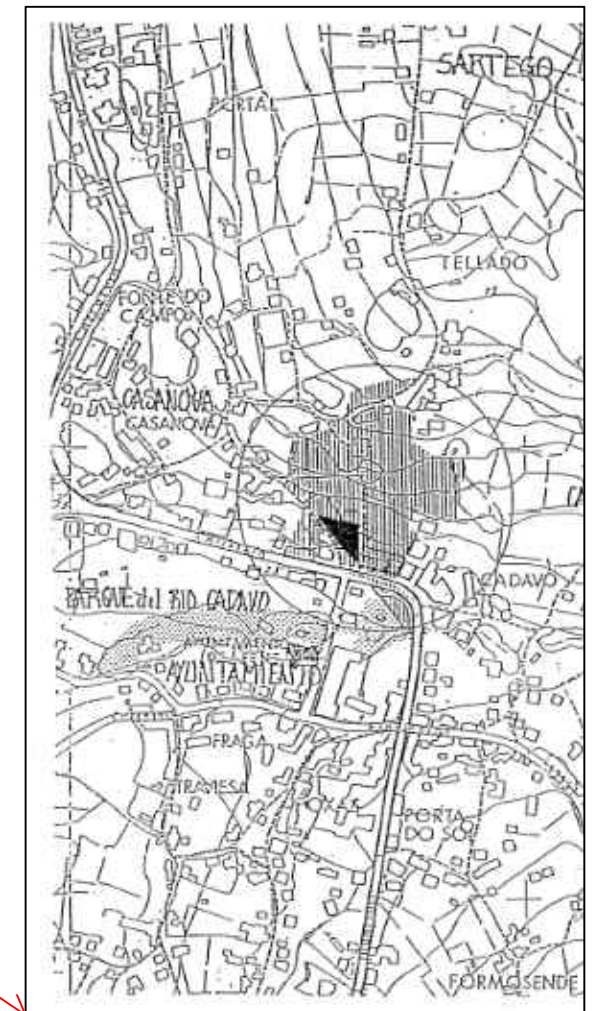 SARTEGO
PORTAL
TELLADO
FONTE DO
CAMPO
CASANOVA
CASANOVA
CADAVO
PARQUE del RIO CADAVO
AYUNTAMIENTO
FRAGA
TRAMESA
PORTA
DO SOL
FORMOSENDE